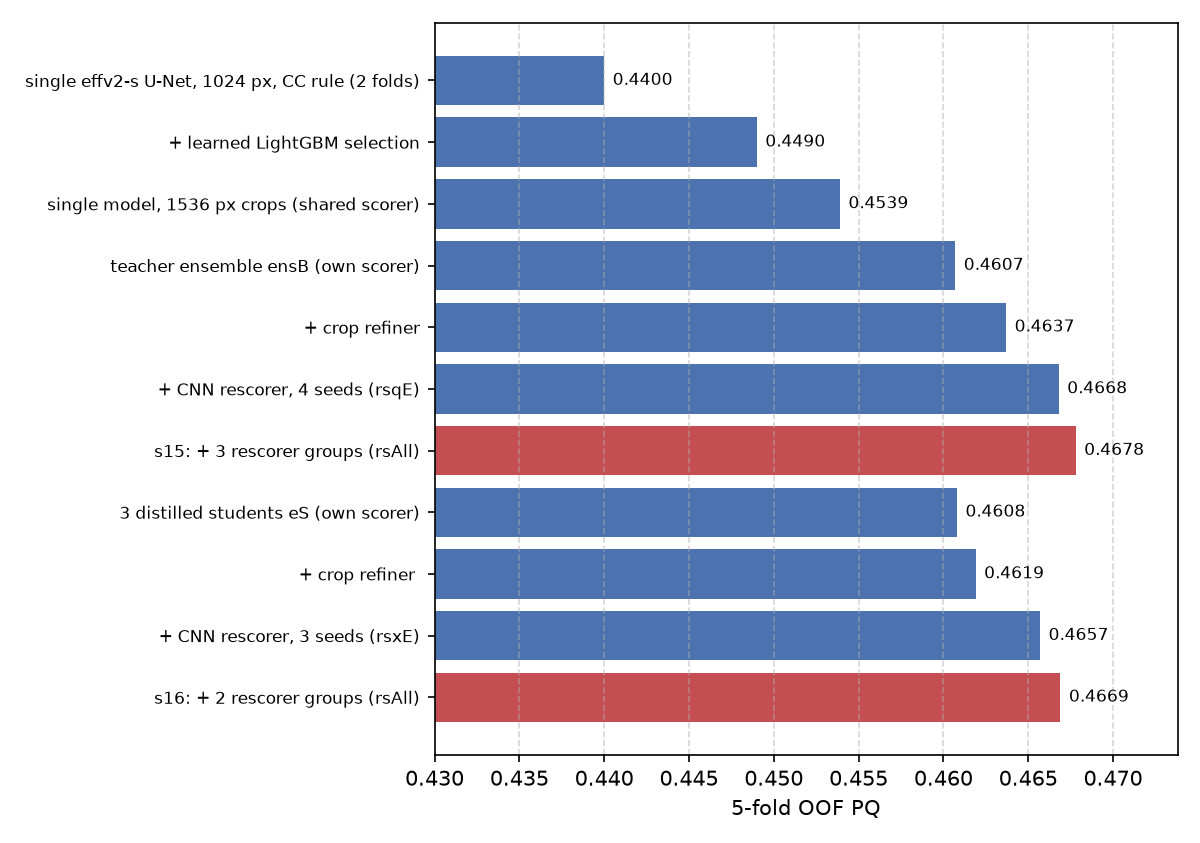 single effv2-s U-Net, 1024 px, CC rule (2 folds) 0.4400
+ learned LightGBM selection 0.4490
single model, 1536 px crops (shared scorer) 0.4539
teacher ensemble ensB (own scorer) 0.4607
+ crop refiner 0.4637
+ CNN rescorer, 4 seeds (rsqE) 0.4668
s15: + 3 rescorer groups (rsAll) 0.4678
3 distilled students eS (own scorer) 0.4608
+ crop refiner 0.4619
+ CNN rescorer, 3 seeds (rsxE) 0.4657
s16: + 2 rescorer groups (rsAll) 0.4669
0.430 0.435 0.440 0.445 0.450 0.455 0.460 0.465 0.470
5-fold OOF PQ